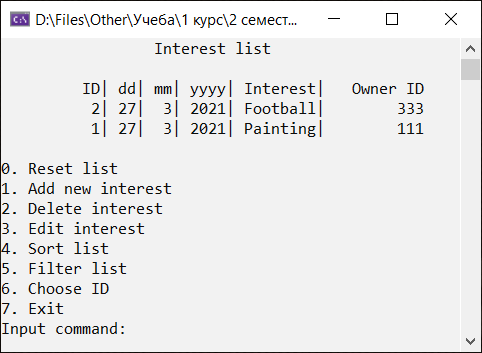 D:\Files\Other\Учеба\1 курс\2 семест...
Interest list
ID| dd| mm| yyyy| Interest| Owner ID
2| 27| 3| 2021| Football| 333
1| 27| 3| 2021| Painting| 111
0. Reset list
1. Add new interest
2. Delete interest
3. Edit interest
4. Sort list
5. Filter list
6. Choose ID
7. Exit
Input command: